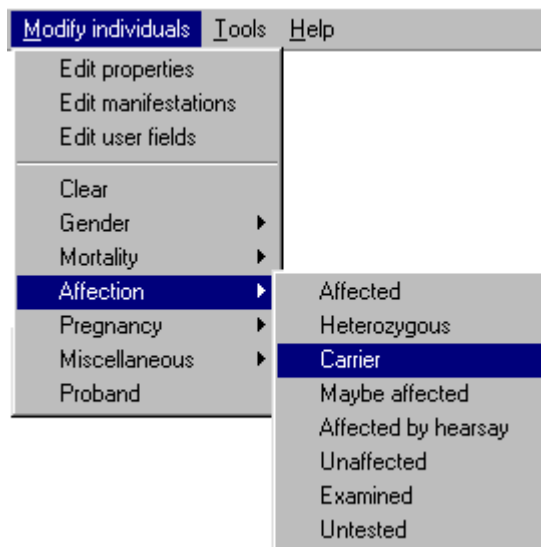 Modify individuals Tools Help
Edit properties
Edit manifestations
Edit user fields
Clear
Gender
Mortality
Affection
Pregnancy
Miscellaneous
Proband
Affected
Heterozygous
Carrier
Maybe affected
Affected by hearsay
Unaffected
Examined
Untested